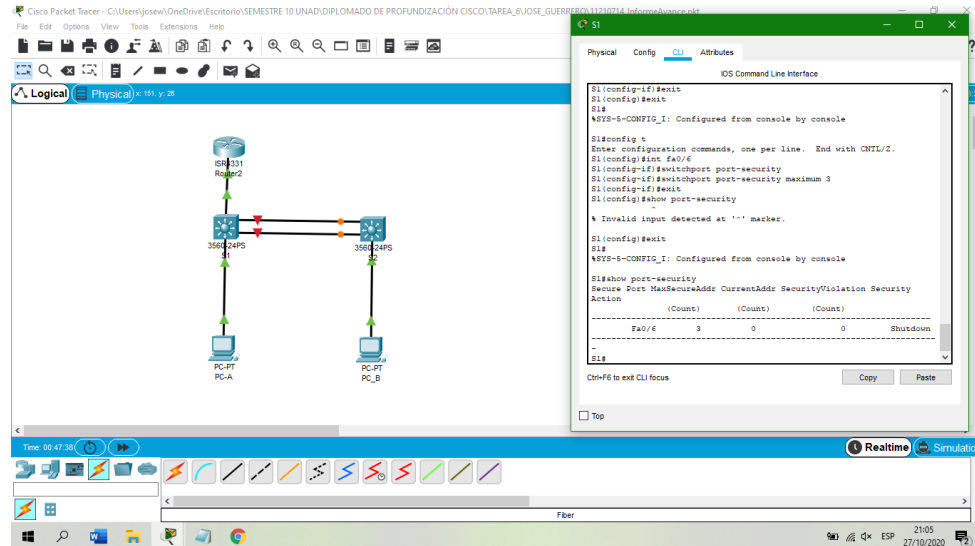 Cisco Packet Tracer - C:\Users\josew\OneDrive\Escritorio\SEMESTRE 10 UNAD\DIPLOMADO DE PROFUNDIZACIÓN CISCO\TAREA_6\JOSE_GUERRERO\11210714_InformeAvance.pkt
File Edit Options View Tools Extensions Help
Logical Physical x: 161, y: 26
ISR4331
Router2
3560-24PS
S1
3560-24PS
S2
PC-PT
PC-A
PC-PT
PC_B
S1
Physical Config CLI Attributes
IOS Command Line Interface
S1(config-if)#exit
S1(config)#exit
S1#
%SYS-5-CONFIG_I: Configured from console by console
S1#config t
Enter configuration commands, one per line. End with CNTL/Z.
S1(config)#int fa0/6
S1(config-if)#switchport port-security
S1(config-if)#switchport port-security maximum 3
S1(config-if)#exit
S1(config)#show port-security
^
% Invalid input detected at '^' marker.
S1(config)#exit
S1#
%SYS-5-CONFIG_I: Configured from console by console
S1#show port-security
Secure Port MaxSecureAddr CurrentAddr SecurityViolation Security
Action
(Count) (Count) (Count)
--------------------------------------------------------------------
Fa0/6 3 0 0 Shutdown
----------------------------------------------------------------------
S1#
Ctrl+F6 to exit CLI focus
Copy Paste
Top
Time: 00:47:38
Realtime Simulatio
Fiber
ESP
21:05
27/10/2020
2